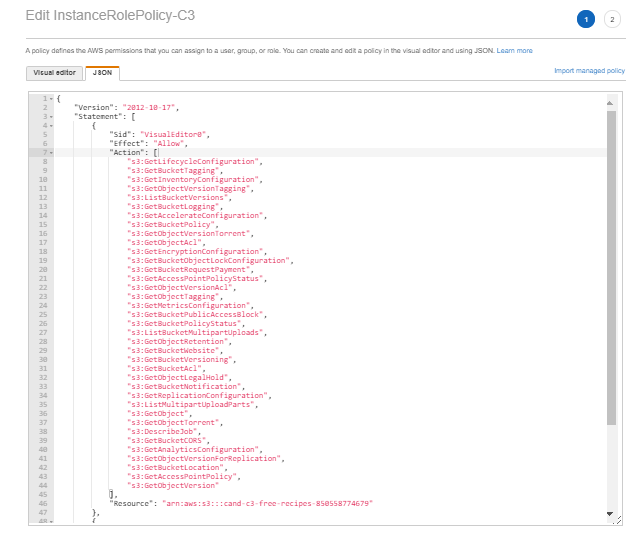 Edit InstanceRolePolicy-C3
1
2
A policy defines the AWS permissions that you can assign to a user, group, or role. You can create and edit a policy in the visual editor and using JSON. Learn more
Visual editor
JSON
Import managed policy
1 {
2 "Version": "2012-10-17",
3 "Statement": [
4 {
5 "Sid": "VisualEditor0",
6 "Effect": "Allow",
7 "Action": [
8 "s3:GetLifecycleConfiguration",
9 "s3:GetBucketTagging",
10 "s3:GetInventoryConfiguration",
11 "s3:GetObjectVersionTagging",
12 "s3:ListBucketVersions",
13 "s3:GetBucketLogging",
14 "s3:GetAccelerateConfiguration",
15 "s3:GetBucketPolicy",
16 "s3:GetObjectVersionTorrent",
17 "s3:GetObjectAcl",
18 "s3:GetEncryptionConfiguration",
19 "s3:GetBucketObjectLockConfiguration",
20 "s3:GetBucketRequestPayment",
21 "s3:GetAccessPointPolicyStatus",
22 "s3:GetObjectVersionAcl",
23 "s3:GetObjectTagging",
24 "s3:GetMetricsConfiguration",
25 "s3:GetBucketPublicAccessBlock",
26 "s3:GetBucketPolicyStatus",
27 "s3:ListBucketMultipartUploads",
28 "s3:GetObjectRetention",
29 "s3:GetBucketWebsite",
30 "s3:GetBucketVersioning",
31 "s3:GetBucketAcl",
32 "s3:GetObjectLegalHold",
33 "s3:GetBucketNotification",
34 "s3:GetReplicationConfiguration",
35 "s3:ListMultipartUploadParts",
36 "s3:GetObject",
37 "s3:GetObjectTorrent",
38 "s3:DescribeJob",
39 "s3:GetBucketCORS",
40 "s3:GetAnalyticsConfiguration",
41 "s3:GetObjectVersionForReplication",
42 "s3:GetBucketLocation",
43 "s3:GetAccessPointPolicy",
44 "s3:GetObjectVersion"
45 ],
46 "Resource": "arn:aws:s3:::cand-c3-free-recipes-850558774679"
47 },
48 {